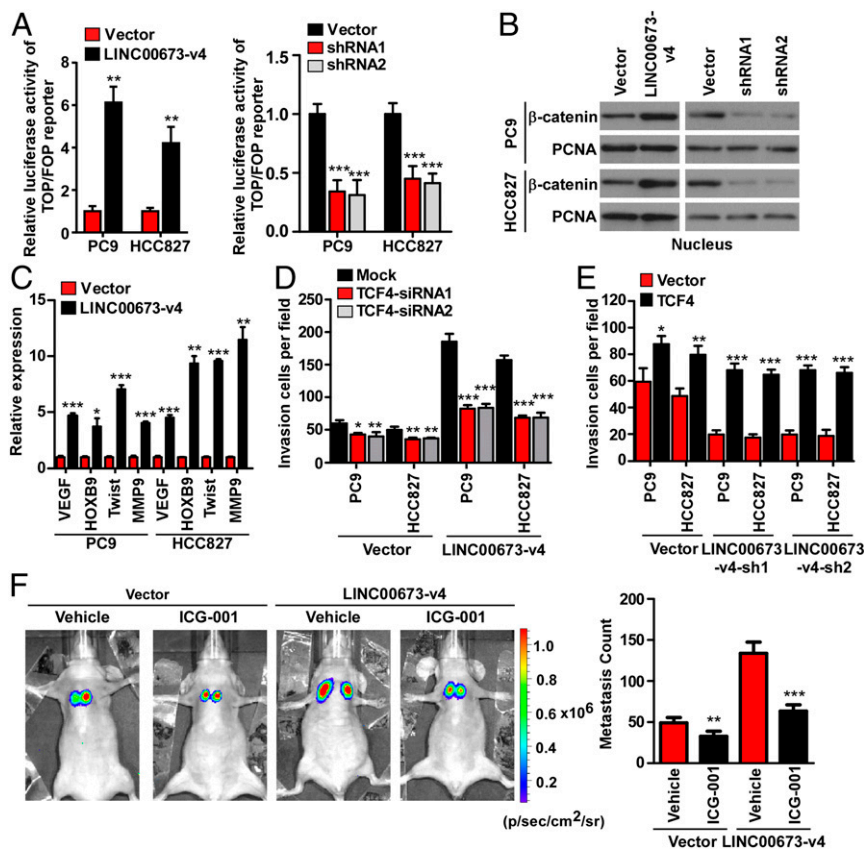 A
Vector
LINC00673-v4
Relative luciferase activity of
TOP/FOP reporter
8
6
4
2
0
**
**
PC9
HCC827
Vector
shRNA1
shRNA2
Relative luciferase activity of
TOP/FOP reporter
1.5
1.0
0.5
0.0
*** ***
*** ***
PC9
HCC827
B
Vector
LINC00673-
v4
Vector
shRNA1
shRNA2
PC9
β-catenin
PCNA
HCC827
β-catenin
PCNA
Nucleus
C
Vector
LINC00673-v4
Relative expression
15
10
5
0
***
*
***
***
***
**
***
**
VEGF
HOXB9
Twist
MMP9
VEGF
HOXB9
Twist
MMP9
PC9
HCC827
D
Mock
TCF4-siRNA1
TCF4-siRNA2
Invasion cells per field
250
200
150
100
50
0
* **
** **
*** ***
*** ***
PC9
HCC827
PC9
HCC827
Vector
LINC00673-v4
E
Vector
TCF4
Invasion cells per field
120
100
80
60
40
20
0
*
**
***
***
***
***
PC9
HCC827
PC9
HCC827
PC9
HCC827
Vector
LINC00673
-v4-sh1
LINC00673
-v4-sh2
F
Vector
LINC00673-v4
Vehicle
ICG-001
Vehicle
ICG-001
1.0
0.8
0.6
0.4
0.2
x10⁶
(p/sec/cm²/sr)
Metastasis Count
200
150
100
50
0
**
***
Vehicle
ICG-001
Vehicle
ICG-001
Vector
LINC00673-v4